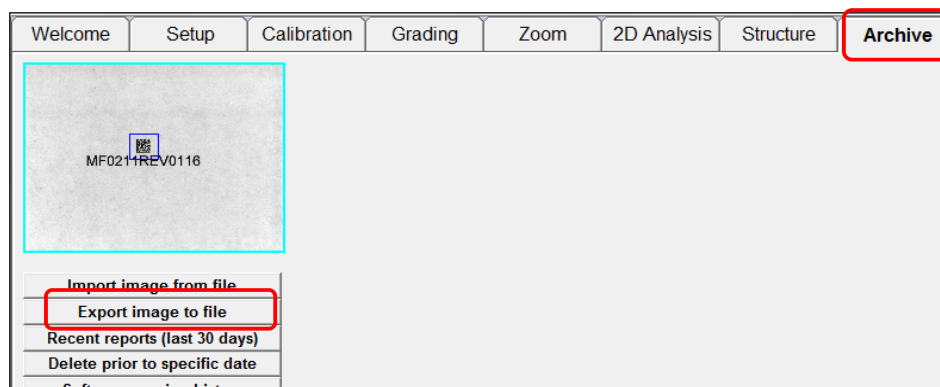 Welcome Setup Calibration Grading Zoom 2D Analysis Structure Archive
MF0211REV0116
Import image from file
Export image to file
Recent reports (last 30 days)
Delete prior to specific date